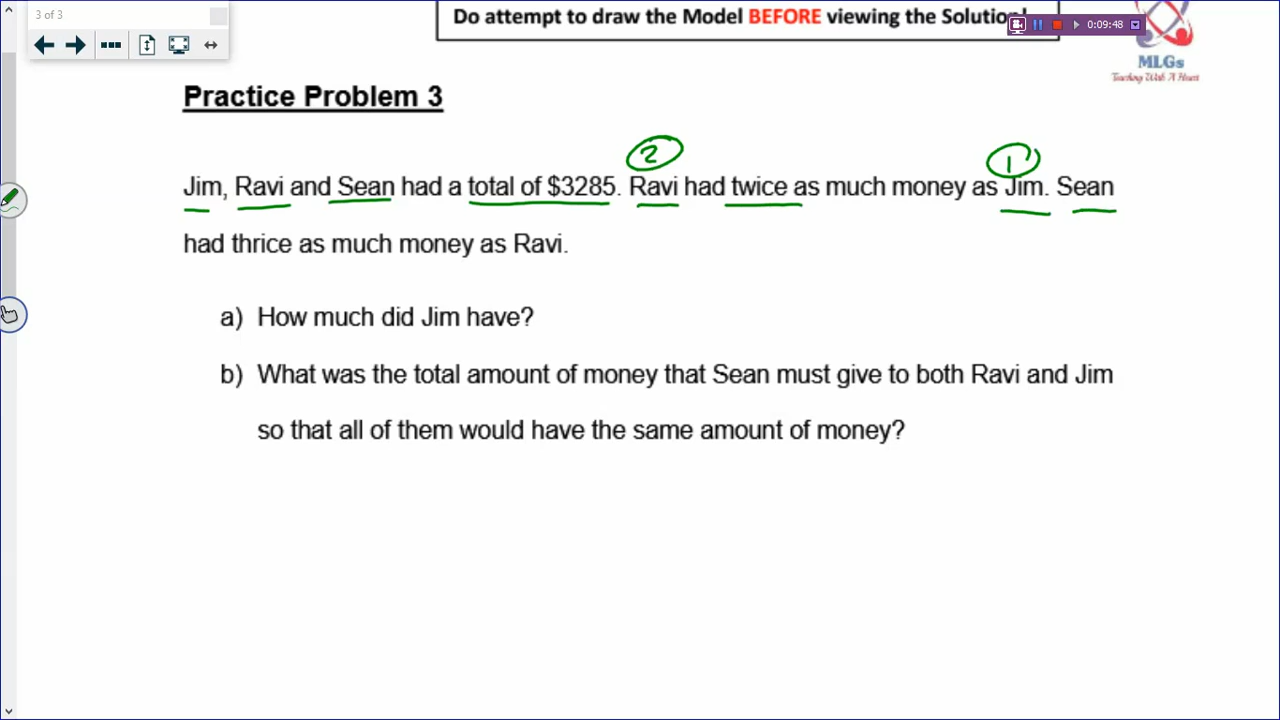 3 of 3
Do attempt to draw the Model BEFORE viewing the Solution!
0:09:48
MLGs
Teaching With A Heart
Practice Problem 3
2
1
Jim, Ravi and Sean had a total of $3285. Ravi had twice as much money as Jim. Sean
had thrice as much money as Ravi.
a) How much did Jim have?
b) What was the total amount of money that Sean must give to both Ravi and Jim
so that all of them would have the same amount of money?